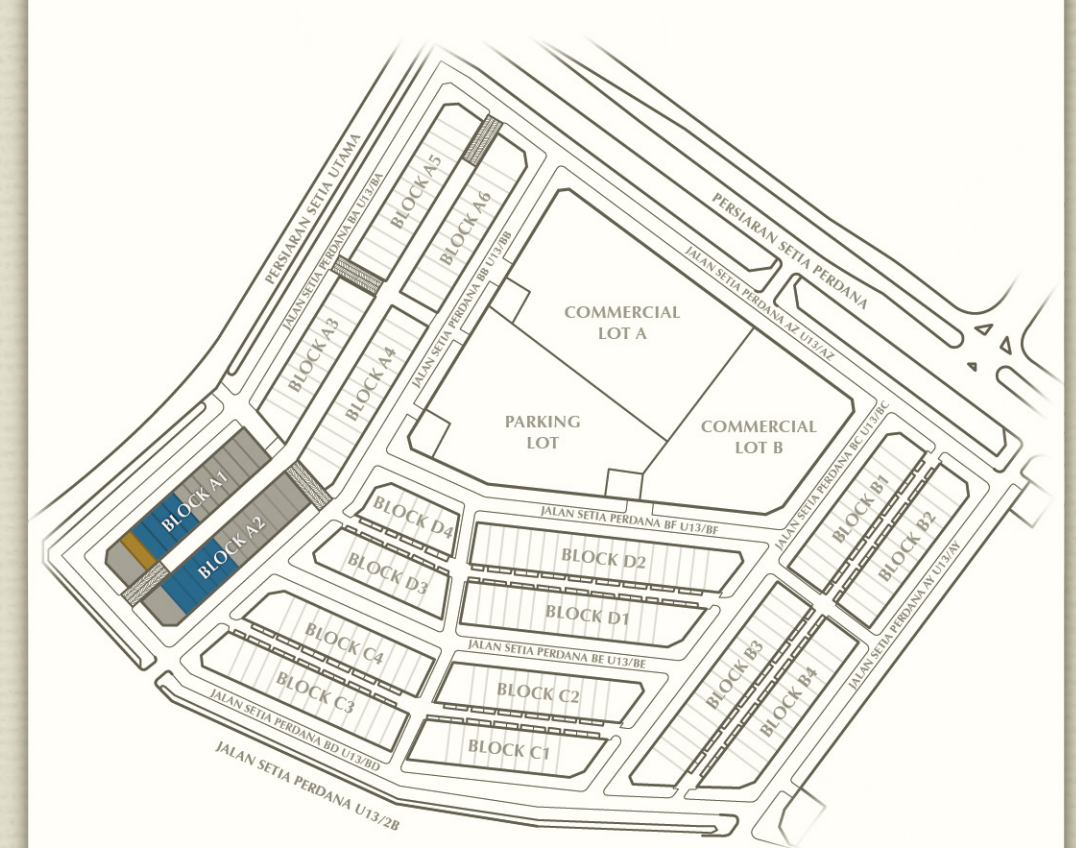 PERSIARAN SETIA UTAMA
JALAN SETIA PERDANA BA U13/BA
BLOCK A5
BLOCK A6
JALAN SETIA PERDANA BB U13/BB
PERSIARAN SETIA PERDANA
JALAN SETIA PERDANA AZ U13/AZ
COMMERCIAL
LOT A
BLOCK A3
BLOCK A4
PARKING
LOT
COMMERCIAL
LOT B
JALAN SETIA PERDANA BC U13/BC
BLOCK A1
BLOCK A2
BLOCK B1
BLOCK B2
BLOCK D4
JALAN SETIA PERDANA BF U13/BF
BLOCK D2
BLOCK D3
BLOCK D1
JALAN SETIA PERDANA AY U13/AY
BLOCK C4
JALAN SETIA PERDANA BE U13/BE
BLOCK B3
BLOCK B4
BLOCK C3
BLOCK C2
BLOCK C1
JALAN SETIA PERDANA BD U13/BD
JALAN SETIA PERDANA U13/2B